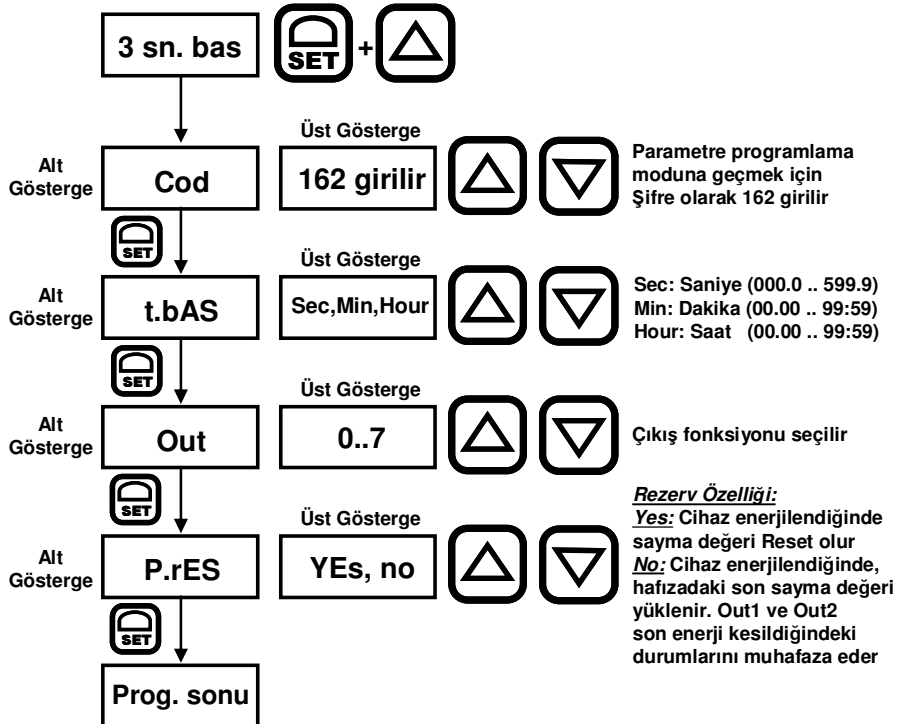 3 sn. bas
SET
+
Üst Gösterge
Alt
Gösterge
Cod
162 girilir
Parametre programlama
moduna geçmek için
Şifre olarak 162 girilir
SET
Üst Gösterge
Alt
Gösterge
t.bAS
Sec,Min,Hour
Sec: Saniye (000.0 .. 599.9)
Min: Dakika (00.00 .. 99:59)
Hour: Saat (00.00 .. 99:59)
SET
Üst Gösterge
Alt
Gösterge
Out
0..7
Çıkış fonksiyonu seçilir
SET
Üst Gösterge
Alt
Gösterge
P.rES
YEs, no
Rezerv Özelliği:
Yes: Cihaz enerjilendiğinde
sayma değeri Reset olur
No: Cihaz enerjilendiğinde,
hafızadaki son sayma değeri
yüklenir. Out1 ve Out2
son enerji kesildiğindeki
durumlarını muhafaza eder
SET
Prog. sonu